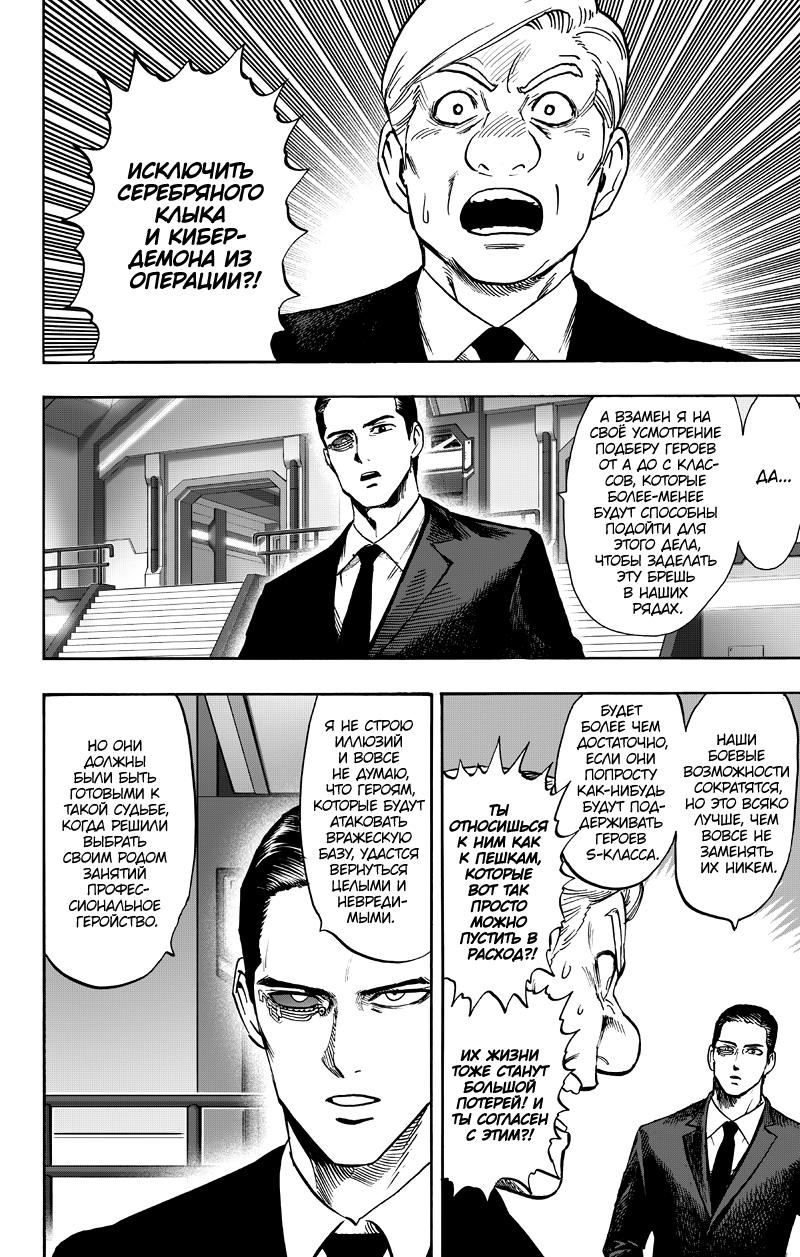 ИСКЛЮЧИТЬ
СЕРЕБРЯНОГО
КЛЫКА
И КИБЕР-
ДЕМОНА ИЗ
ОПЕРАЦИИ?!
ДА...
А ВЗАМЕН Я НА
СВОЁ УСМОТРЕНИЕ
ПОДБЕРУ ГЕРОЕВ
ОТ А ДО С КЛАС-
СОВ, КОТОРЫЕ
БОЛЕЕ-МЕНЕЕ
БУДУТ СПОСОБНЫ
ПОДОЙТИ ДЛЯ
ЭТОГО ДЕЛА,
ЧТОБЫ ЗАДЕЛАТЬ
ЭТУ БРЕШЬ
В НАШИХ
РЯДАХ.
НАШИ
БОЕВЫЕ
ВОЗМОЖНОСТИ
СОКРАТЯТСЯ,
НО ЭТО ВСЯКО
ЛУЧШЕ, ЧЕМ
ВОВСЕ НЕ
ЗАМЕНЯТЬ
ИХ НИКЕМ.
БУДЕТ
БОЛЕЕ ЧЕМ
ДОСТАТОЧНО,
ЕСЛИ ОНИ
ПОПРОСТУ
КАК-НИБУДЬ
БУДУТ ПОД-
ДЕРЖИВАТЬ
ГЕРОЕВ
S-КЛАССА.
ТЫ
ОТНОСИШЬСЯ
К НИМ КАК
К ПЕШКАМ,
КОТОРЫЕ
ВОТ ТАК
ПРОСТО
МОЖНО
ПУСТИТЬ В
РАСХОД?!
ИХ ЖИЗНИ
ТОЖЕ СТАНУТ
БОЛЬШОЙ
ПОТЕРЕЙ! И
ТЫ СОГЛАСЕН
С ЭТИМ?!
Я НЕ СТРОЮ
ИЛЛЮЗИЙ
И ВОВСЕ
НЕ ДУМАЮ,
ЧТО ГЕРОЯМ,
КОТОРЫЕ БУДУТ
АТАКОВАТЬ
ВРАЖЕСКУЮ
БАЗУ, УДАСТСЯ
ВЕРНУТЬСЯ
ЦЕЛЫМИ И
НЕВРЕДИ-
МЫМИ.
НО ОНИ
ДОЛЖНЫ
БЫЛИ БЫТЬ
ГОТОВЫМИ К
ТАКОЙ СУДЬБЕ,
КОГДА РЕШИЛИ
ВЫБРАТЬ
СВОИМ РОДОМ
ЗАНЯТИЙ
ПРОФЕС-
СИОНАЛЬНОЕ
ГЕРОЙСТВО.